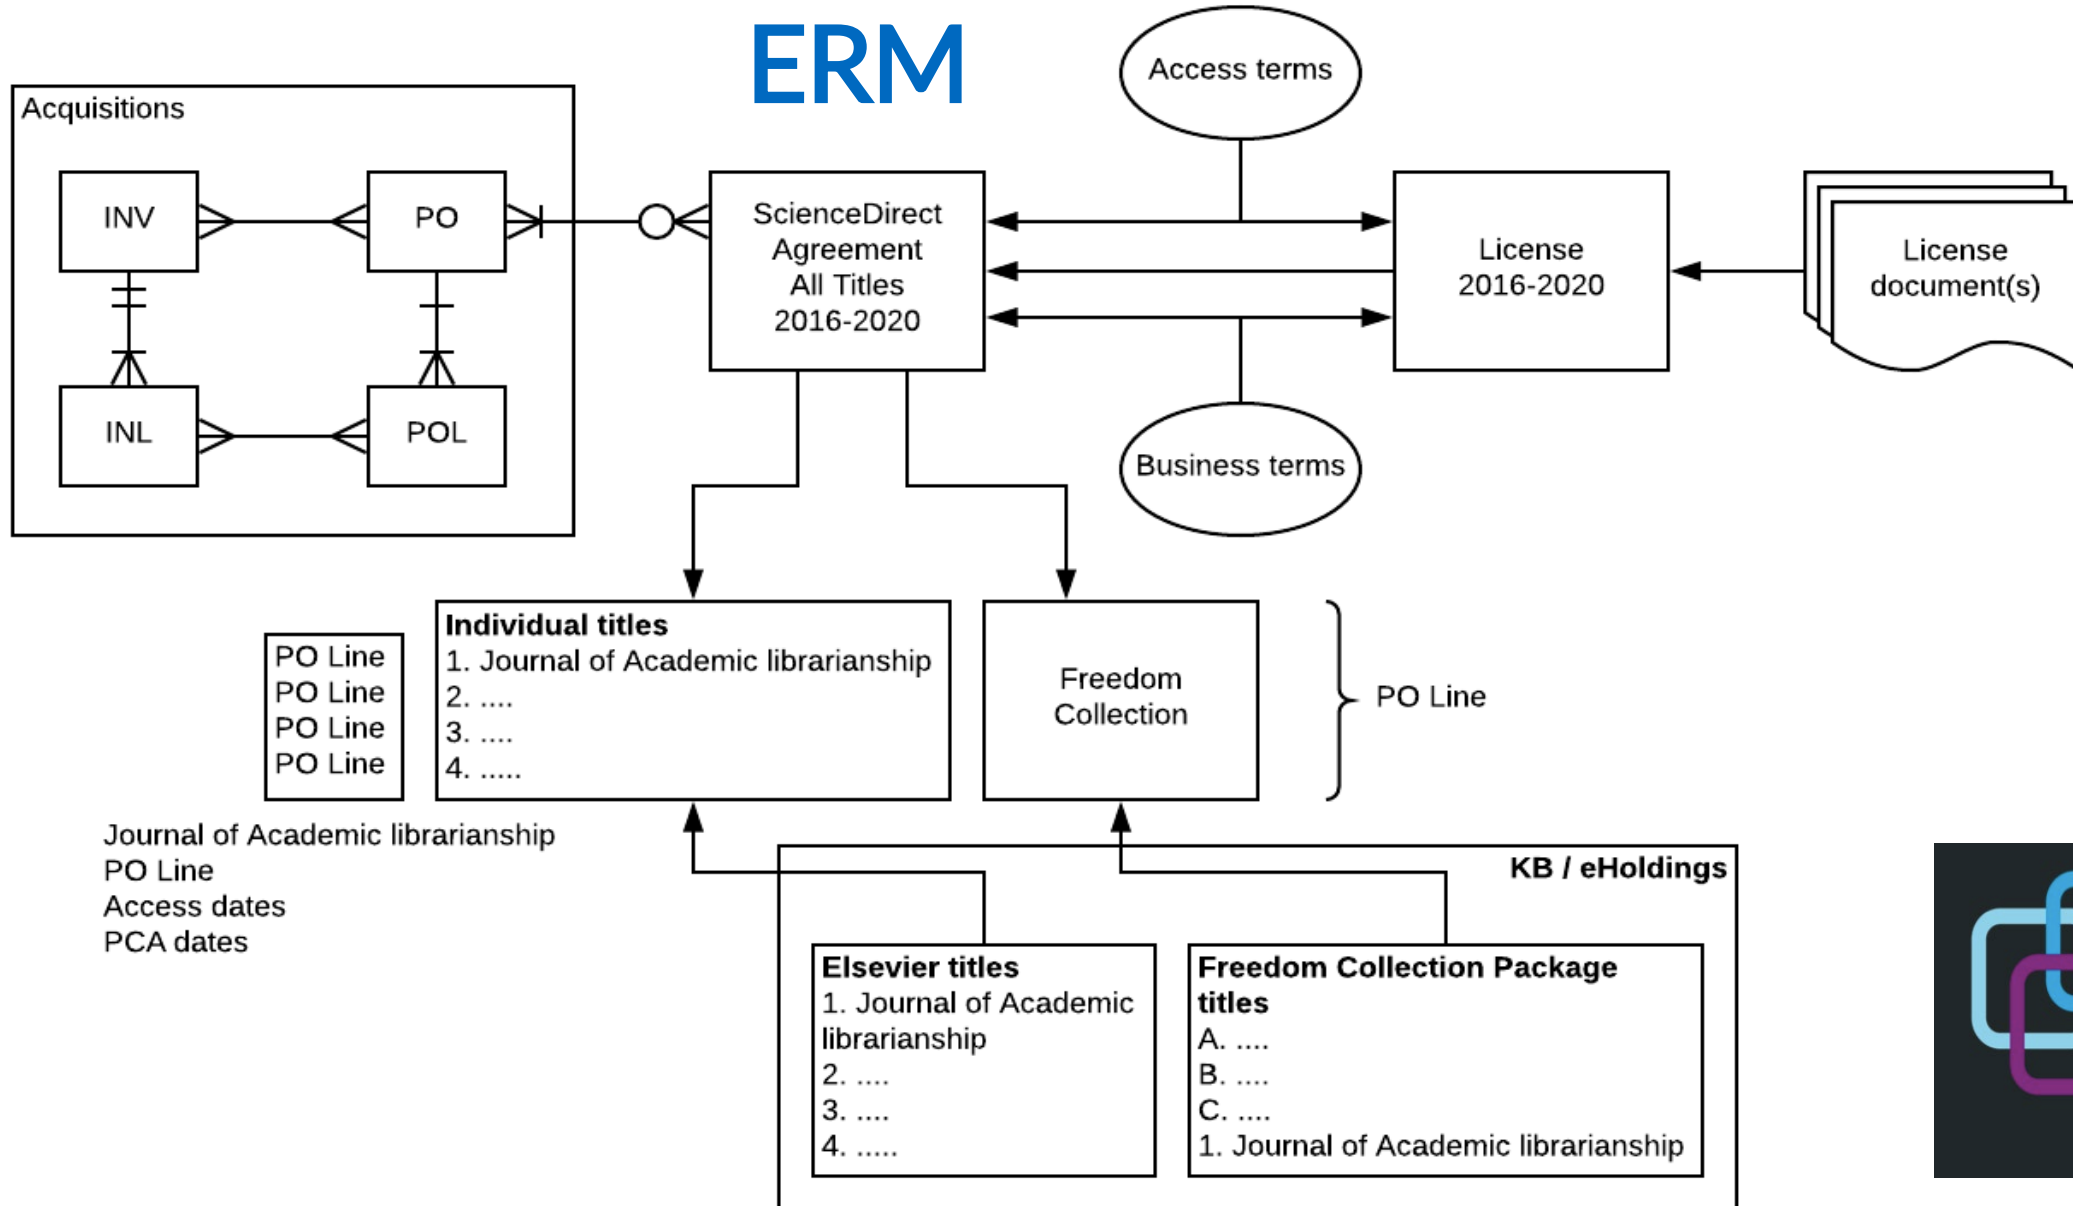 ERM
Access terms
Acquisitions
INV
PO
ScienceDirect
Agreement
All Titles
2016-2020
License
2016-2020
License
document(s)
INL
POL
Business terms
PO Line
PO Line
PO Line
PO Line
Individual titles
1. Journal of Academic librarianship
2. ....
3. ....
4. .....
Freedom
Collection
PO Line
Journal of Academic librarianship
PO Line
Access dates
PCA dates
KB / eHoldings
Elsevier titles
1. Journal of Academic
librarianship
2. ....
3. ....
4. .....
Freedom Collection Package
titles
A. ....
B. ....
C. ....
1. Journal of Academic librarianship